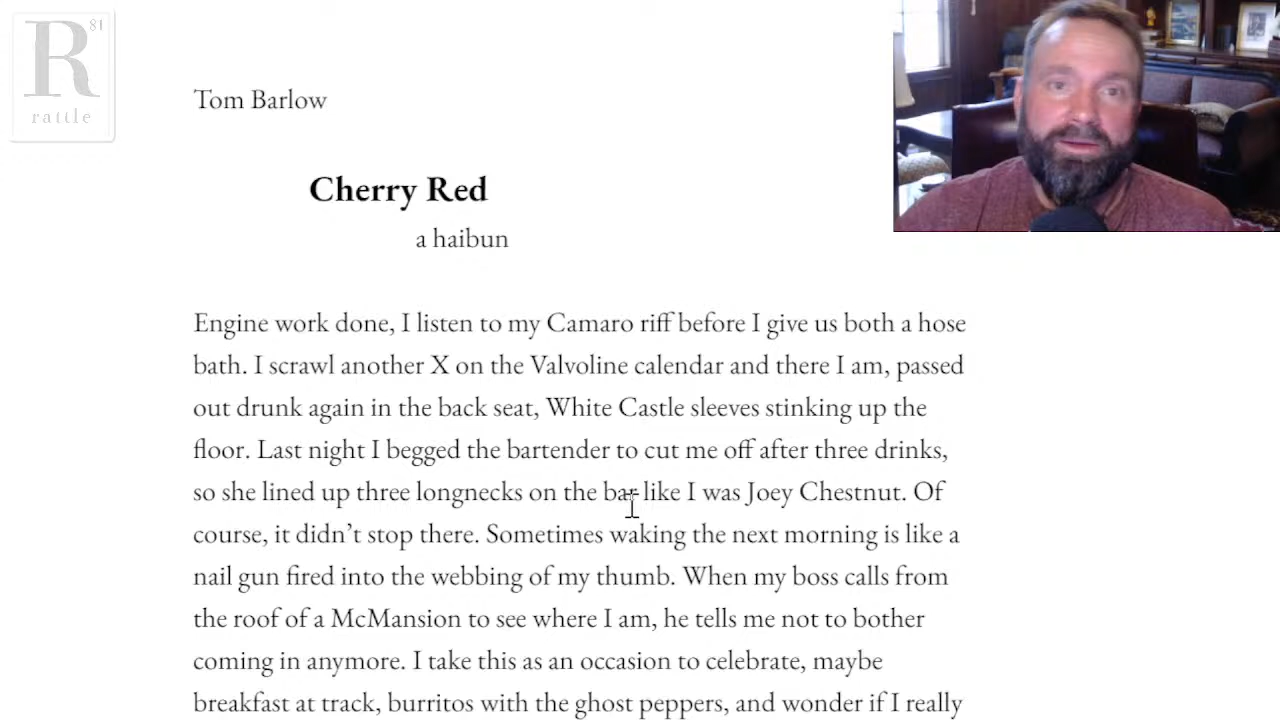 R 81
rattle
Tom Barlow
Cherry Red
a haibun
Engine work done, I listen to my Camaro riff before I give us both a hose
bath. I scrawl another X on the Valvoline calendar and there I am, passed
out drunk again in the back seat, White Castle sleeves stinking up the
floor. Last night I begged the bartender to cut me off after three drinks,
so she lined up three longnecks on the bar like I was Joey Chestnut. Of
course, it didn’t stop there. Sometimes waking the next morning is like a
nail gun fired into the webbing of my thumb. When my boss calls from
the roof of a McMansion to see where I am, he tells me not to bother
coming in anymore. I take this as an occasion to celebrate, maybe
breakfast at track, burritos with the ghost peppers, and wonder if I really